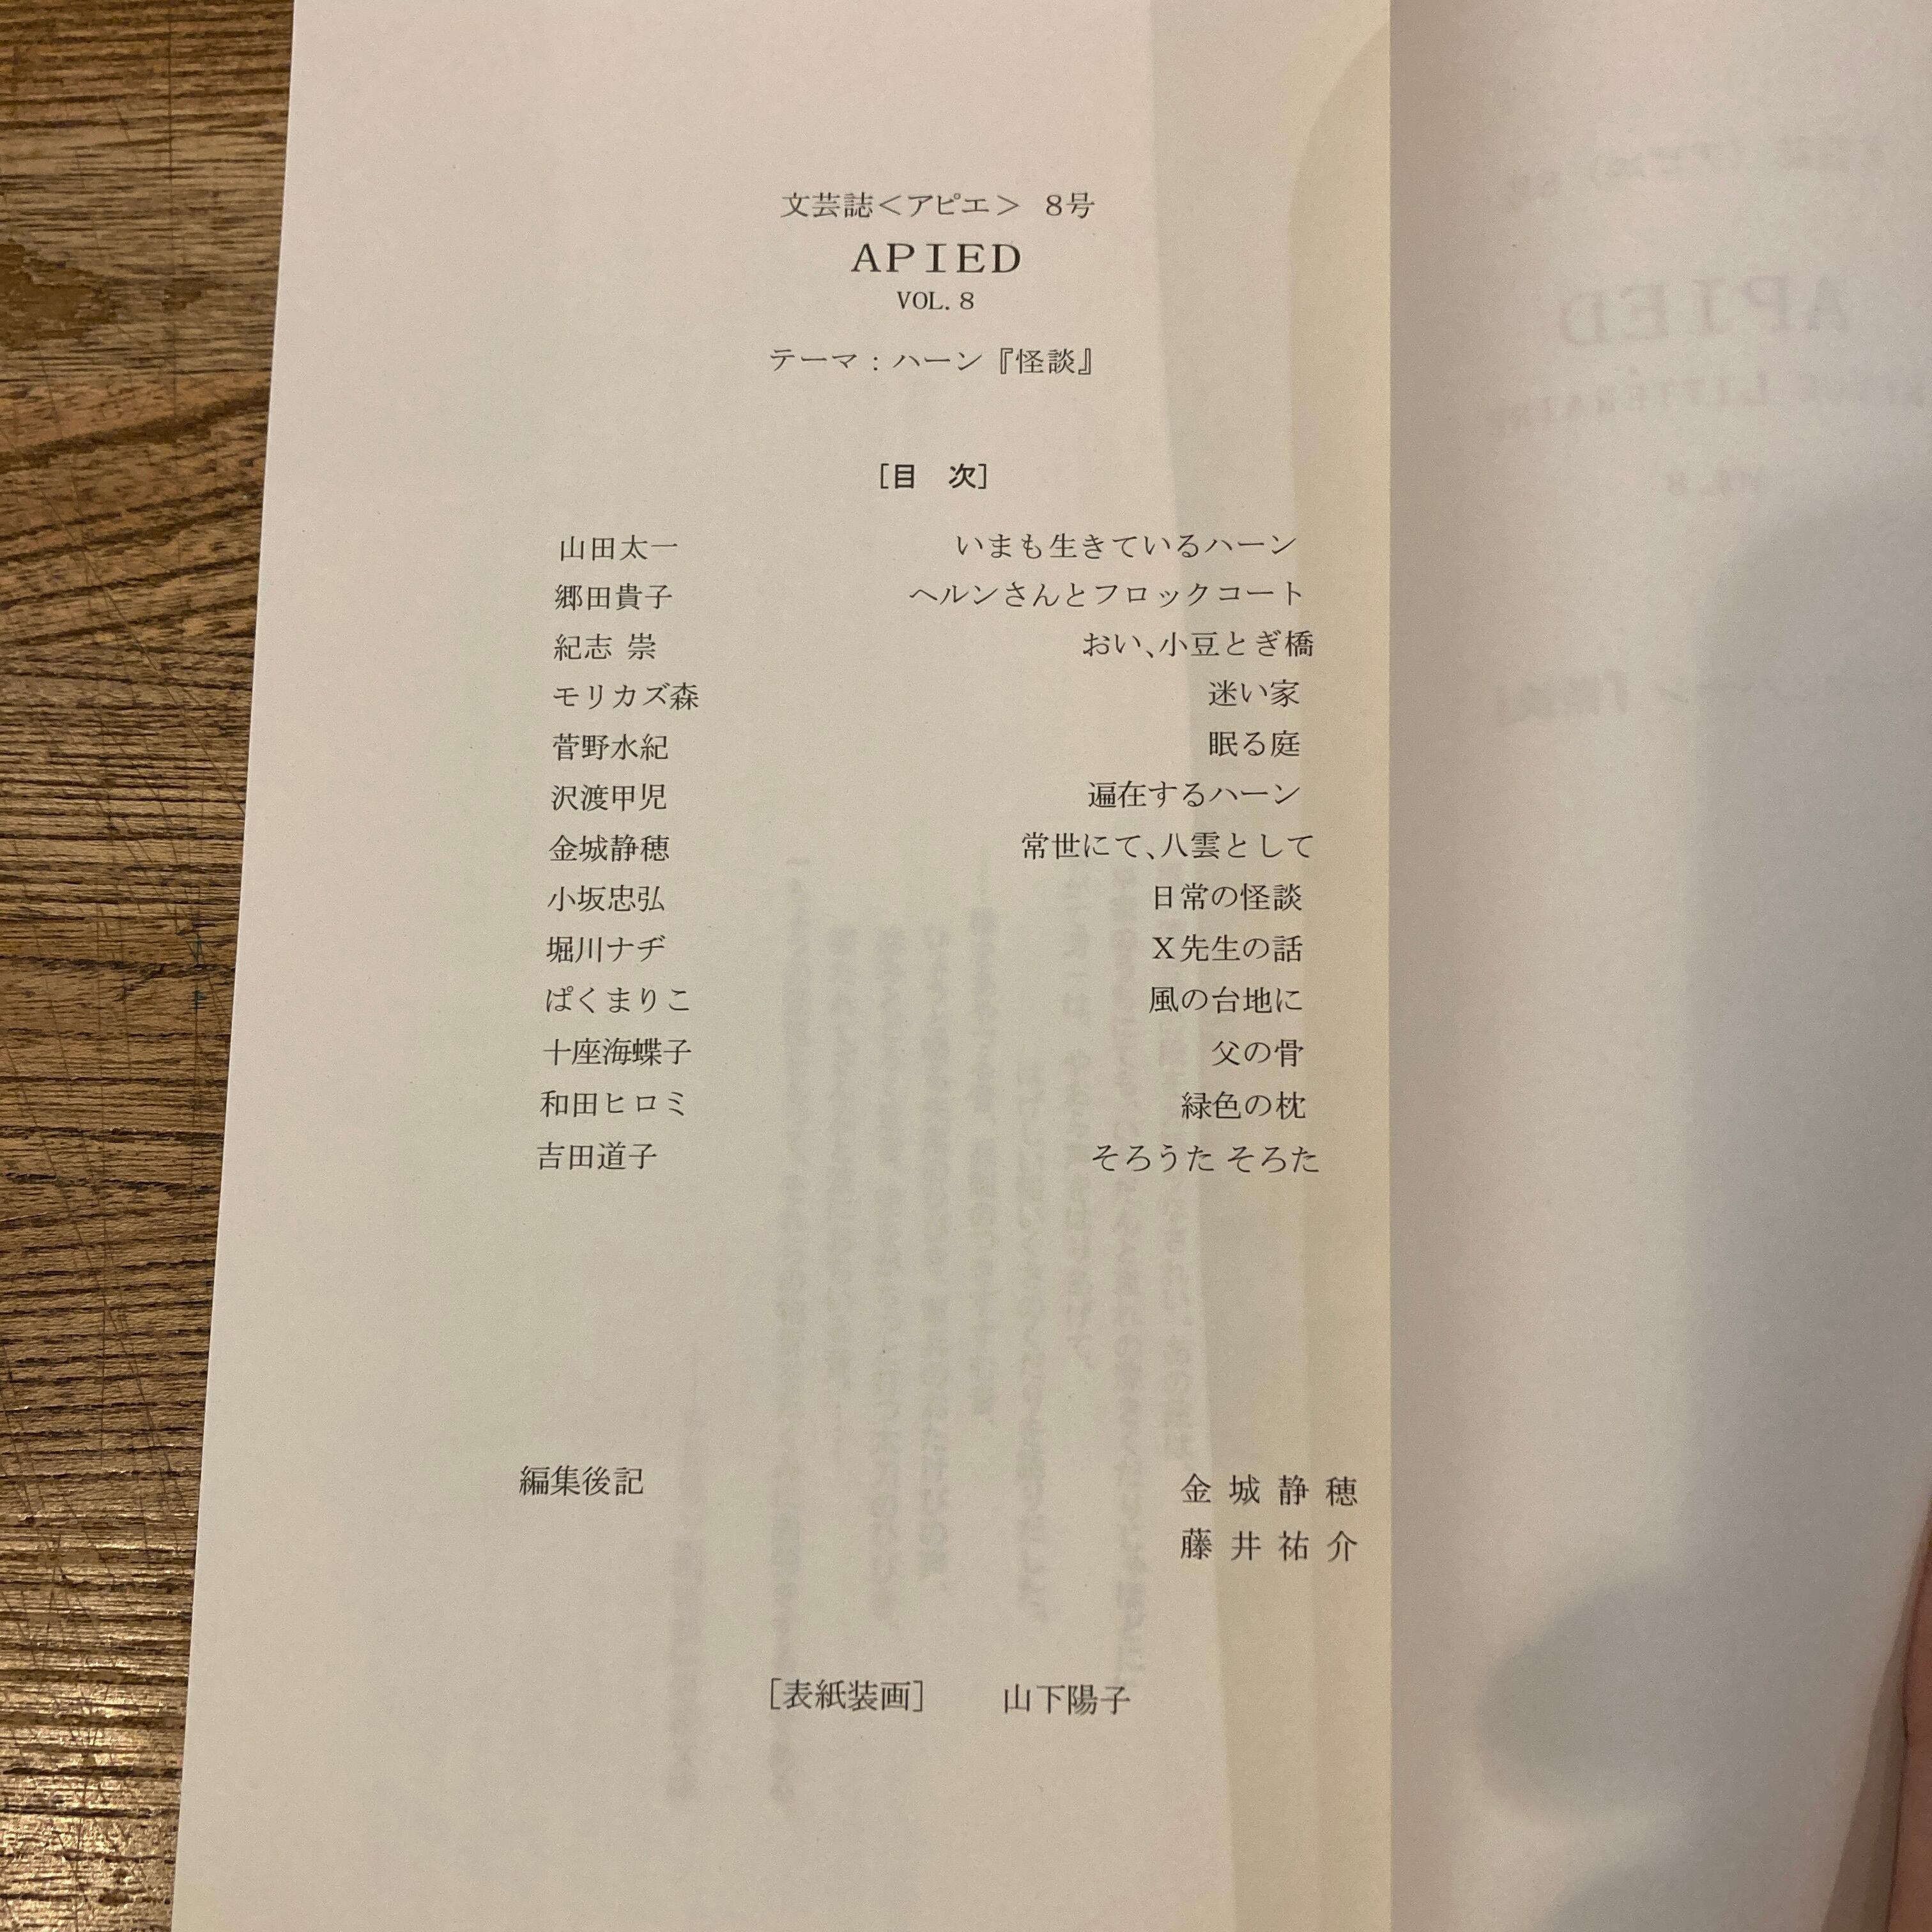 文芸誌＜アピエ＞ 8号
APIED
VOL. 8
テーマ：ハーン『怪談』
［目　次］
山田太一　いまも生きているハーン
郷田貴子　ヘルンさんとフロックコート
紀志 崇　おい、小豆とぎ橋
モリカズ森　迷い家
菅野水紀　眠る庭
沢渡甲児　遍在するハーン
金城静穂　常世にて、八雲として
小坂忠弘　日常の怪談
堀川ナヂ　X先生の話
ぱくまりこ　風の台地に
十座海蝶子　父の骨
和田ヒロミ　緑色の枕
吉田道子　そろうた そろた
編集後記　金城静穂
藤井祐介
［表紙装画］　山下陽子